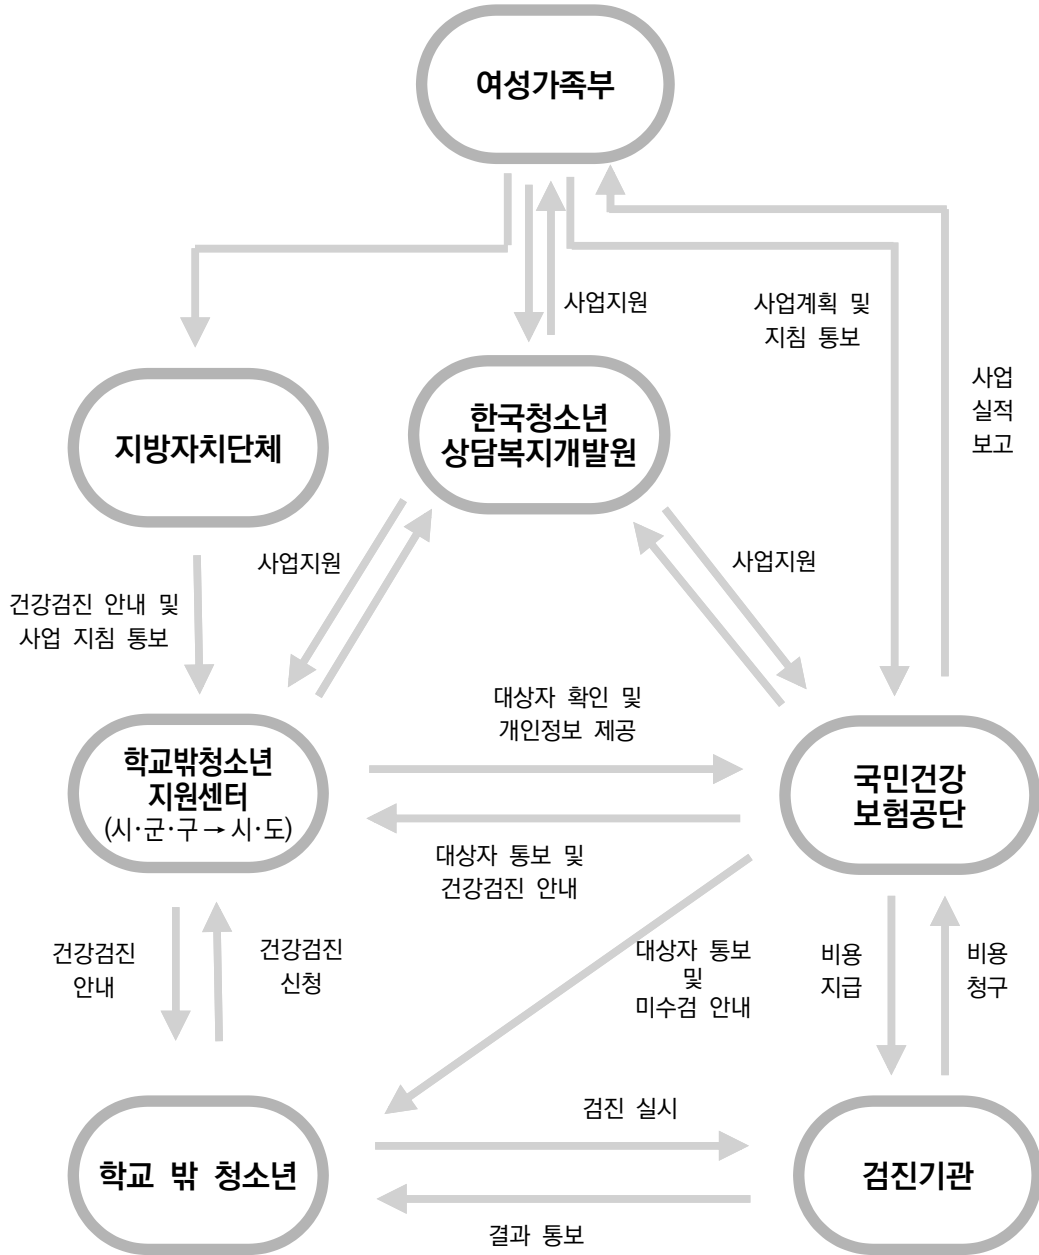 여성가족부
사업지원
사업계획 및
지침 통보
사업
실적
보고
지방자치단체
한국청소년
상담복지개발원
사업지원
사업지원
건강검진 안내 및
사업 지침 통보
대상자 확인 및
개인정보 제공
학교밖청소년
지원센터
(시·군·구→시·도)
국민건강
보험공단
대상자 통보 및
건강검진 안내
건강검진
안내
건강검진
신청
대상자 통보
및
미수검 안내
비용
지급
비용
청구
검진 실시
학교 밖 청소년
검진기관
결과 통보